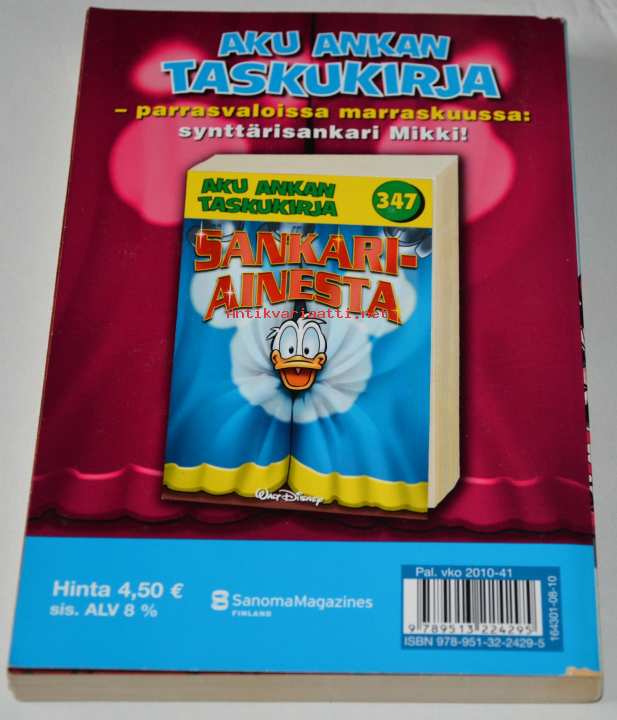 AKU ANKAN
TASKUKIRJA
– parrasvaloissa marraskuussa:
synttärisankari Mikki!
AKU ANKAN
TASKUKIRJA
347
SANKARI-
AINESTA
Antikvariaatti.net
WALT DISNEY
Hinta 4,50 €
sis. ALV 8 %
SanomaMagazines
FINLAND
Pal. vko 2010-41
9 789513 224295
ISBN 978-951-32-2429-5
164301-08-10